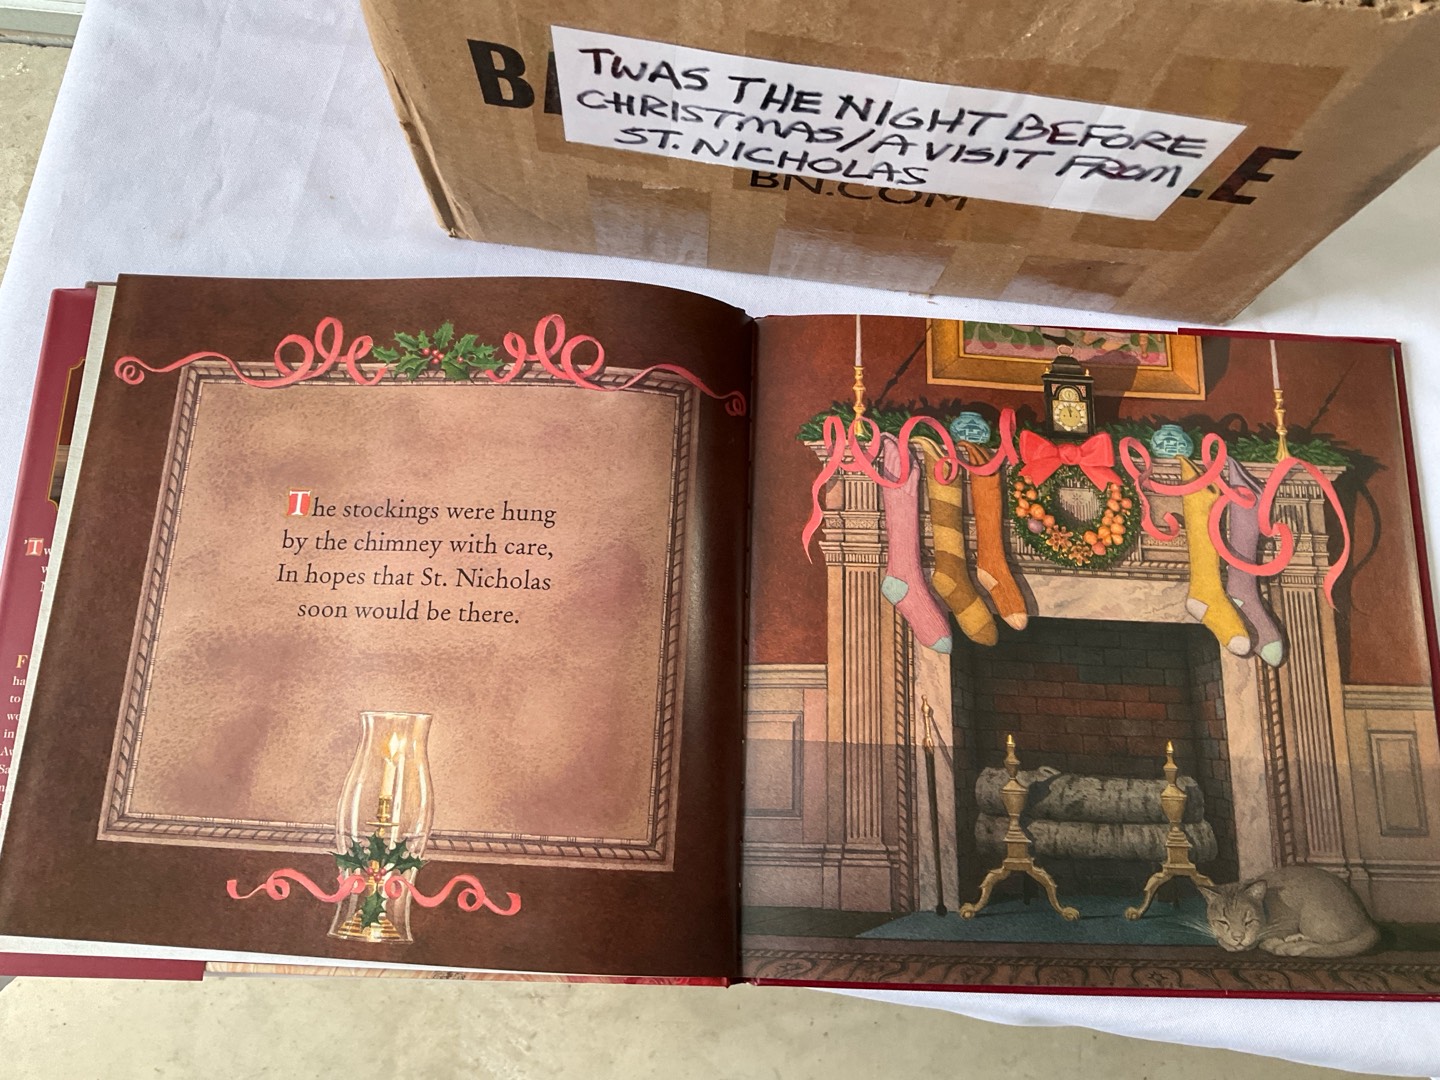 TWAS THE NIGHT BEFORE
CHRISTMAS/A VISIT FROM
ST. NICHOLAS
BN.COM
The stockings were hung
by the chimney with care,
In hopes that St. Nicholas
soon would be there.